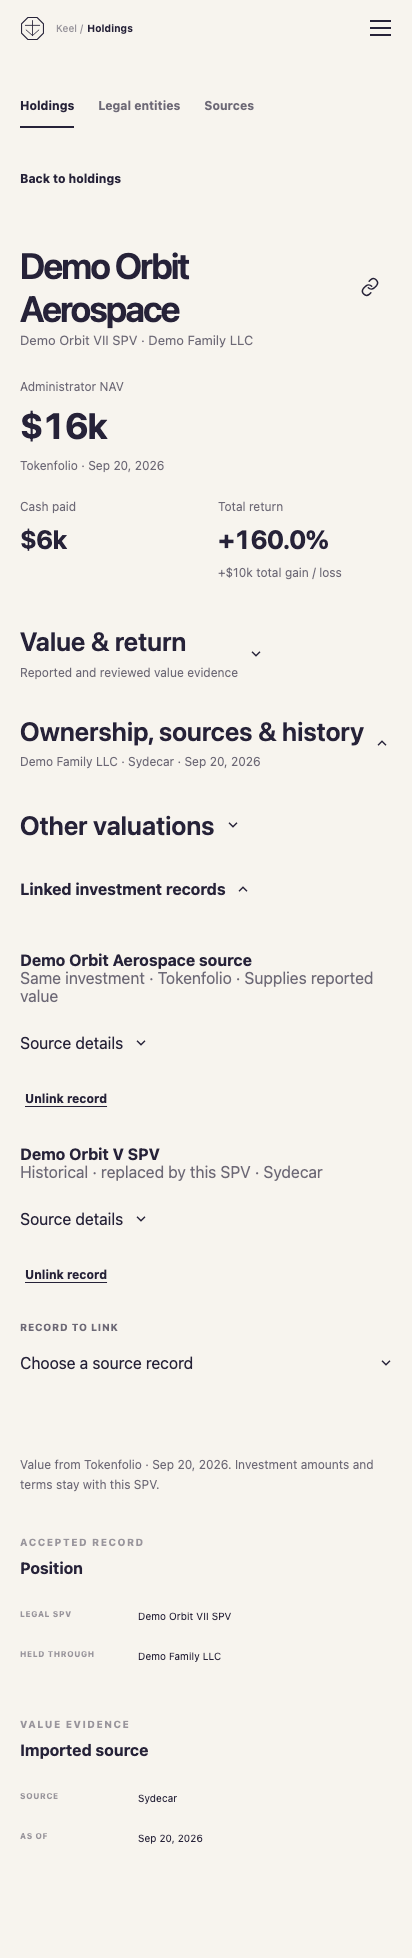 Keel / Holdings
Holdings Legal entities Sources
Back to holdings
Demo Orbit
Aerospace
Demo Orbit VII SPV · Demo Family LLC
Administrator NAV
$16k
Tokenfolio · Sep 20, 2026
Cash paid Total return
$6k +160.0%
+$10k total gain / loss
Value & return
Reported and reviewed value evidence
Ownership, sources & history
Demo Family LLC · Sydecar · Sep 20, 2026
Other valuations
Linked investment records
Demo Orbit Aerospace source
Same investment · Tokenfolio · Supplies reported
value
Source details
Unlink record
Demo Orbit V SPV
Historical · replaced by this SPV · Sydecar
Source details
Unlink record
RECORD TO LINK
Choose a source record
Value from Tokenfolio · Sep 20, 2026. Investment amounts and
terms stay with this SPV.
ACCEPTED RECORD
Position
LEGAL SPV Demo Orbit VII SPV
HELD THROUGH Demo Family LLC
VALUE EVIDENCE
Imported source
SOURCE Sydecar
AS OF Sep 20, 2026